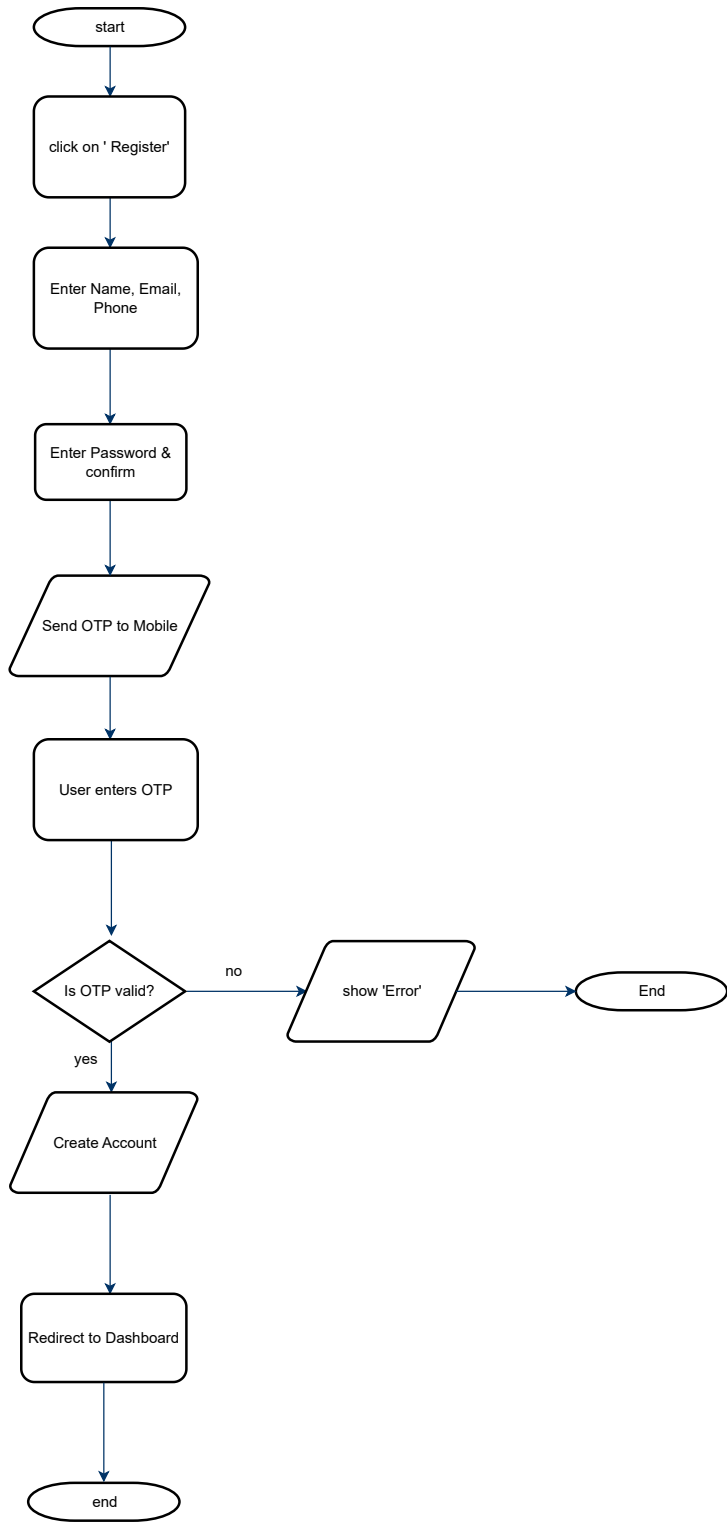 start
click on ' Register'
Enter Name, Email,
Phone
Enter Password &
confirm
Send OTP to Mobile
User enters OTP
Is OTP valid?
no
show 'Error'
End
yes
Create Account
Redirect to Dashboard
end